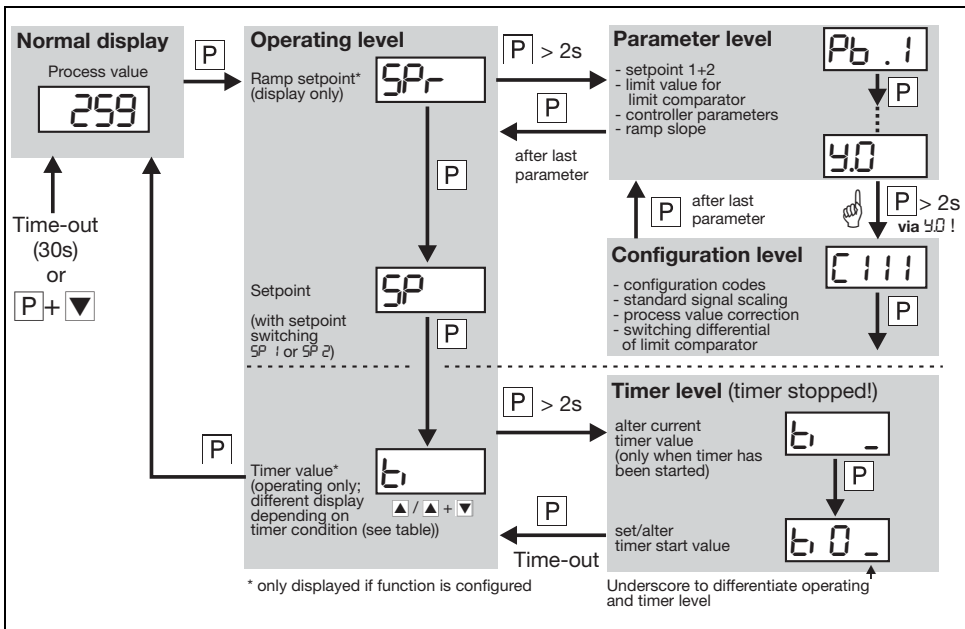 Normal display
Process value
259
Time-out
(30s)
or
P + ▼
P
Operating level
Ramp setpoint*
(display only)
SPr
P
Setpoint
SP
(with setpoint
switching
SP 1 or SP 2)
P
Timer value*
(operating only;
different display
depending on
timer condition (see table))
ti
▲ / ▲ + ▼
P
* only displayed if function is configured
P > 2s
P
after last
parameter
Parameter level
- setpoint 1+2
- limit value for
limit comparator
- controller parameters
- ramp slope
Pb . 1
P
y.0
P
after last
parameter
P > 2s
via y.0 !
Configuration level
- configuration codes
- standard signal scaling
- process value correction
- switching differential
of limit comparator
C111
P
P > 2s
P
Time-out
Timer level (timer stopped!)
alter current
timer value
(only when timer has
been started)
ti _
P
set/alter
timer start value
ti 0 _
Underscore to differentiate operating
and timer level